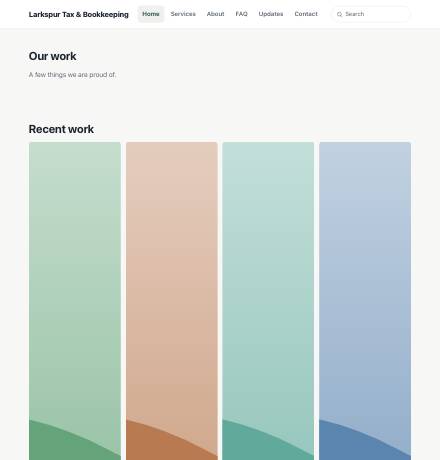 Larkspur Tax & Bookkeeping Home Services About FAQ Updates Contact Search
Our work
A few things we are proud of.
Recent work